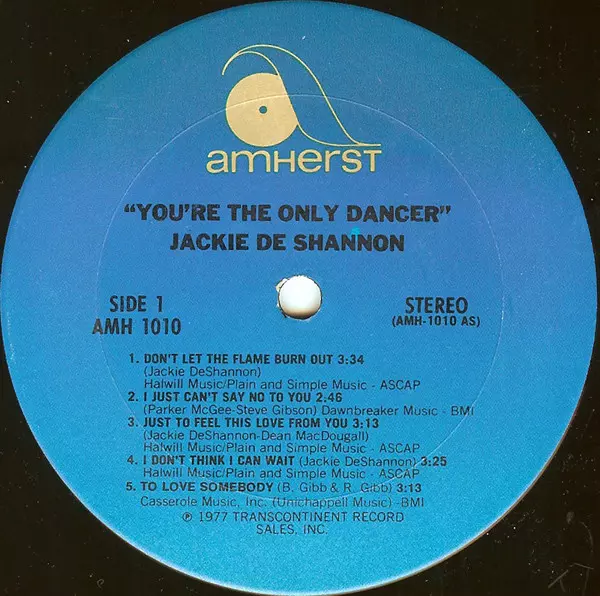 amHersT
"YOU'RE THE ONLY DANCER"
JACKIE DE SHANNON
SIDE 1
AMH 1010
STEREO
(AMH-1010 AS)
1. DON'T LET THE FLAME BURN OUT 3:34
(Jackie DeShannon)
Halwill Music/Plain and Simple Music - ASCAP
2. I JUST CAN'T SAY NO TO YOU 2:46
(Parker McGee-Steve Gibson) Dawnbreaker Music - BMI
3. JUST TO FEEL THIS LOVE FROM YOU 3:13
(Jackie DeShannon-Dean MacDougall)
Halwill Music/Plain and Simple Music - ASCAP
4. I DON'T THINK I CAN WAIT (Jackie DeShannon) 3:25
Halwill Music/Plain and Simple Music - ASCAP
5. TO LOVE SOMEBODY (B. Gibb & R. Gibb) 3:13
Casserole Music, Inc. (Unichappell Music) -BMI
℗ 1977 TRANSCONTINENT RECORD
SALES, INC.